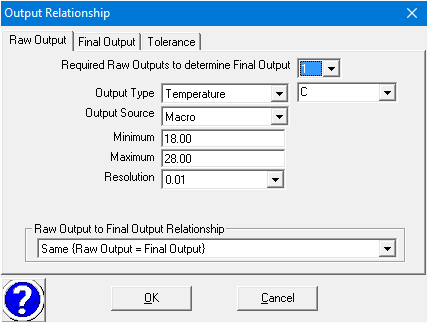 Output Relationship
Raw Output Final Output Tolerance
Required Raw Outputs to determine Final Output 1
Output Type Temperature C
Output Source Macro
Minimum 18.00
Maximum 28.00
Resolution 0.01
Raw Output to Final Output Relationship
Same {Raw Output = Final Output}
? OK Cancel